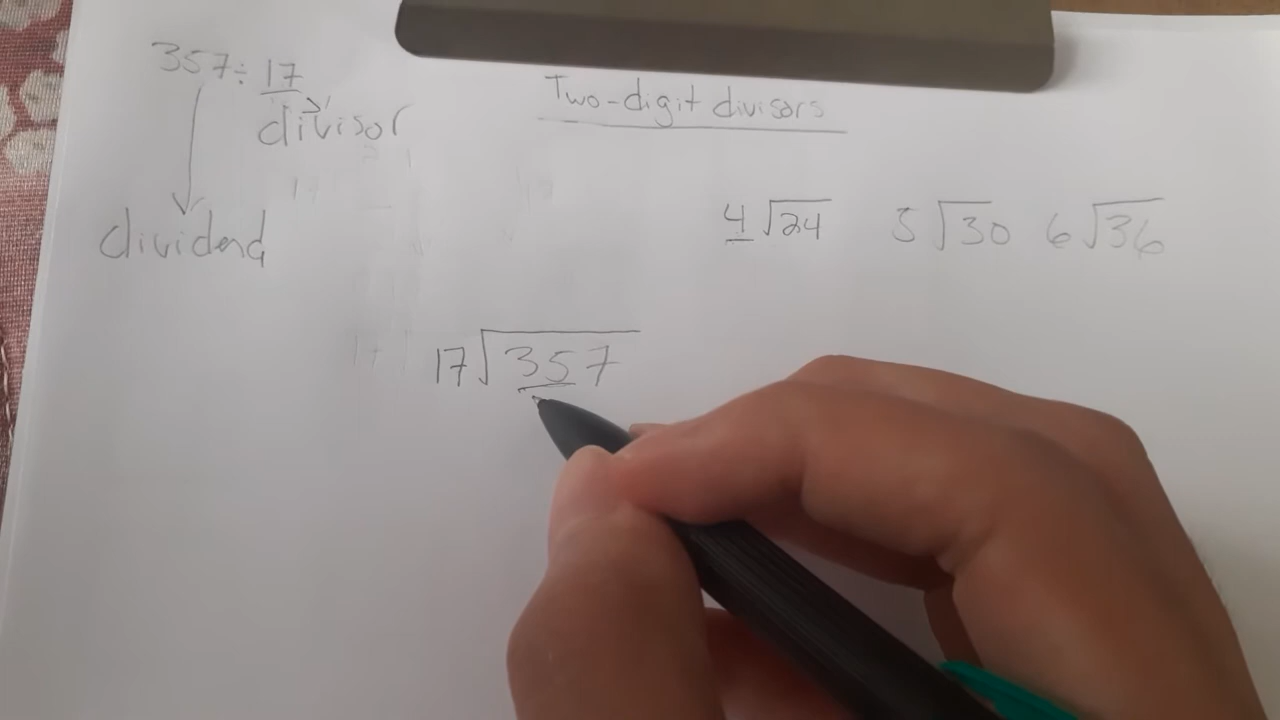 357÷17
divisor
dividend
Two-digit divisors
4√24 5√30 6√36
17√357